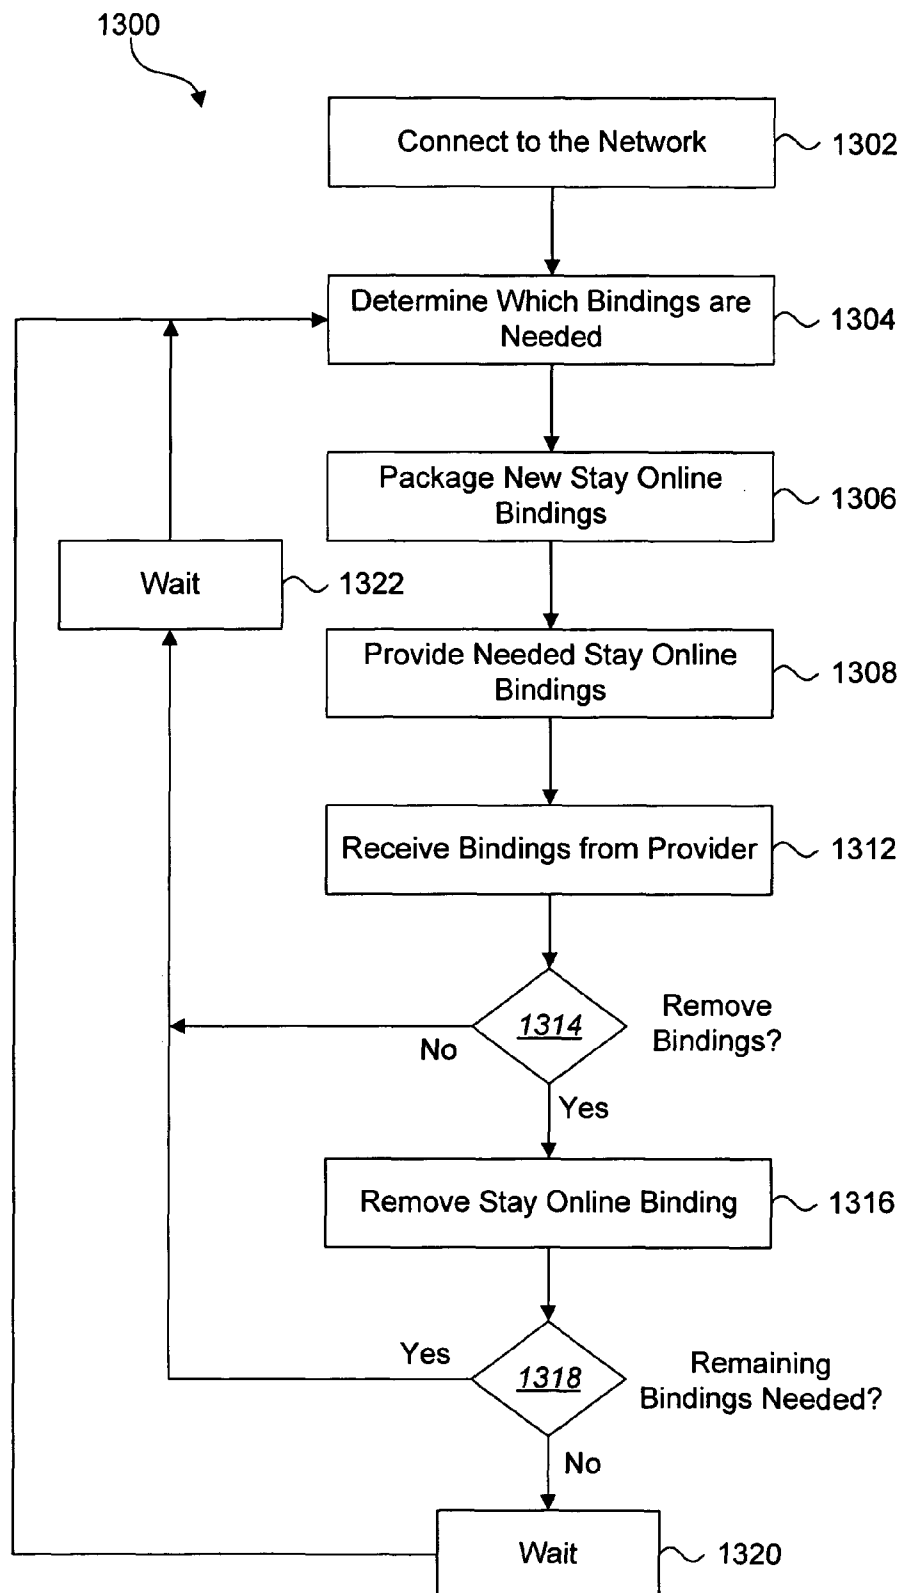 1300
Connect to the Network
1302
Determine Which Bindings are
Needed
1304
Package New Stay Online
Bindings
1306
Wait
1322
Provide Needed Stay Online
Bindings
1308
Receive Bindings from Provider
1312
1314
Remove
Bindings?
No
Yes
Remove Stay Online Binding
1316
Yes
1318
Remaining
Bindings Needed?
No
Wait
1320